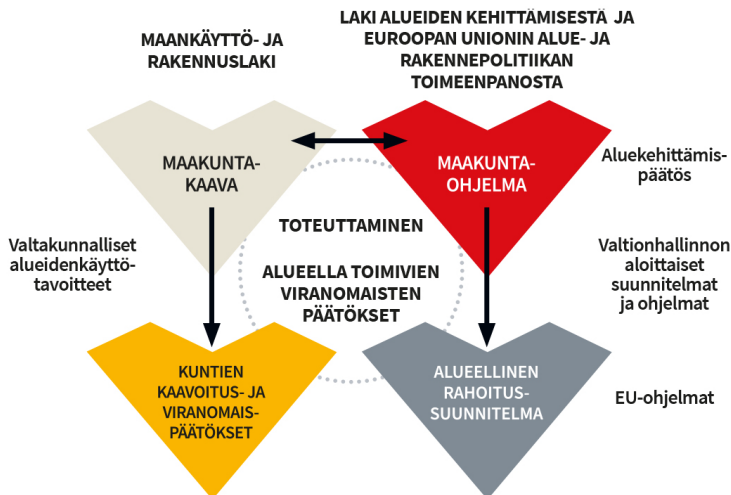 MAANKÄYTTÖ- JA
RAKENNUSLAKI
LAKI ALUEIDEN KEHITTÄMISESTÄ JA
EUROOPAN UNIONIN ALUE- JA
RAKENNEPOLITIIKAN
TOIMEENPANOSTA
MAAKUNTA-
KAAVA
MAAKUNTA-
OHJELMA
Aluekehittämis-
päätös
Valtakunnalliset
alueidenkäyttö-
tavoitteet
TOTEUTTAMINEN
ALUEELLA TOIMIVIEN
VIRANOMAISTEN
PÄÄTÖKSET
Valtionhallinnon
aloittaiset
suunnitelmat
ja ohjelmat
KUNTIEN
KAAVOITUS- JA
VIRANOMAIS-
PÄÄTÖKSET
ALUEELLINEN
RAHOITUS-
SUUNNITELMA
EU-ohjelmat